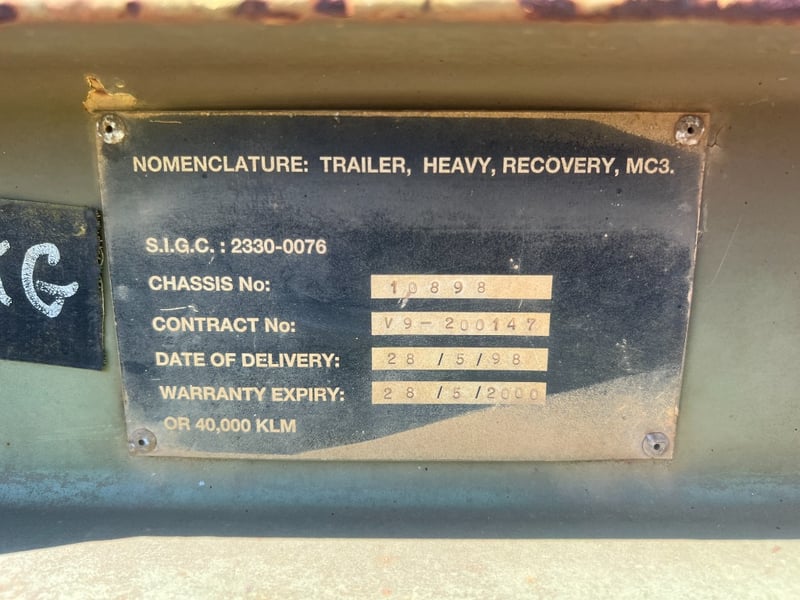 NOMENCLATURE: TRAILER, HEAVY, RECOVERY, MC3.
S.I.G.C. : 2330-0076
CHASSIS No: 10898
CONTRACT No: V9-200147
DATE OF DELIVERY: 28 /5/98
WARRANTY EXPIRY: 28 /5/2000
OR 40,000 KLM
G